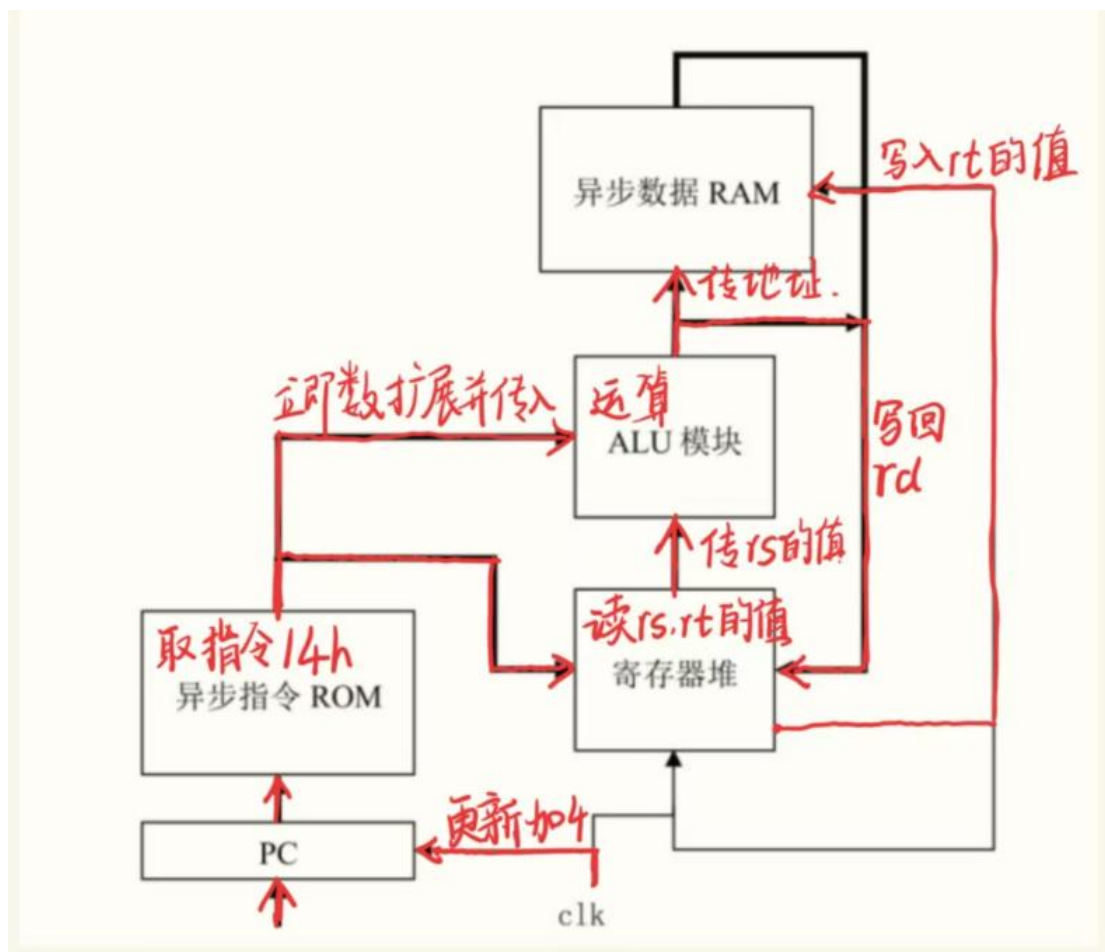 异步数据 RAM
写入rt的值
传地址.
立即数扩展并传入
运算
ALU 模块
写回
rd
传rs的值
取指令14h
异步指令 ROM
读rs.rt的值
寄存器堆
更新加4
PC
clk